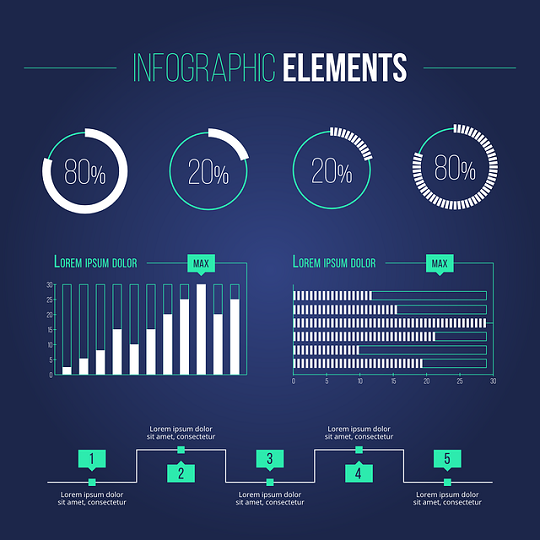 INFOGRAPHIC ELEMENTS
80%
20%
20%
80%
Lorem ipsum dolor
MAX
30
25
20
15
10
5
0
Lorem ipsum dolor
MAX
0 5 10 15 20 25 30
Lorem ipsum dolor
sit amet, consectetur
Lorem ipsum dolor
sit amet, consectetur
1
2
3
4
5
Lorem ipsum dolor
sit amet, consectetur
Lorem ipsum dolor
sit amet, consectetur
Lorem ipsum dolor
sit amet, consectetur